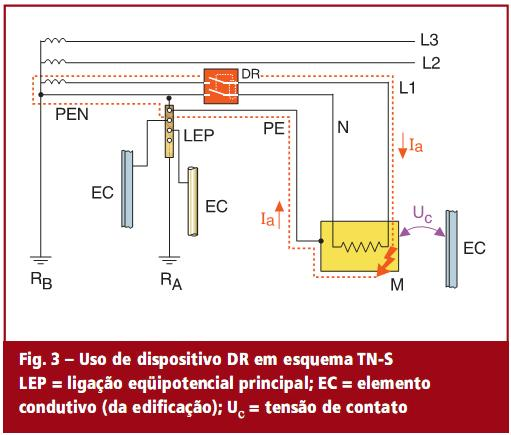 L3
L2
DR
L1
PEN
LEP
PE
N
Ia
EC
EC
Ia
Uc
EC
RB
RA
M
Fig. 3 – Uso de dispositivo DR em esquema TN-S
LEP = ligação eqüipotencial principal; EC = elemento
condutivo (da edificação); Uc = tensão de contato